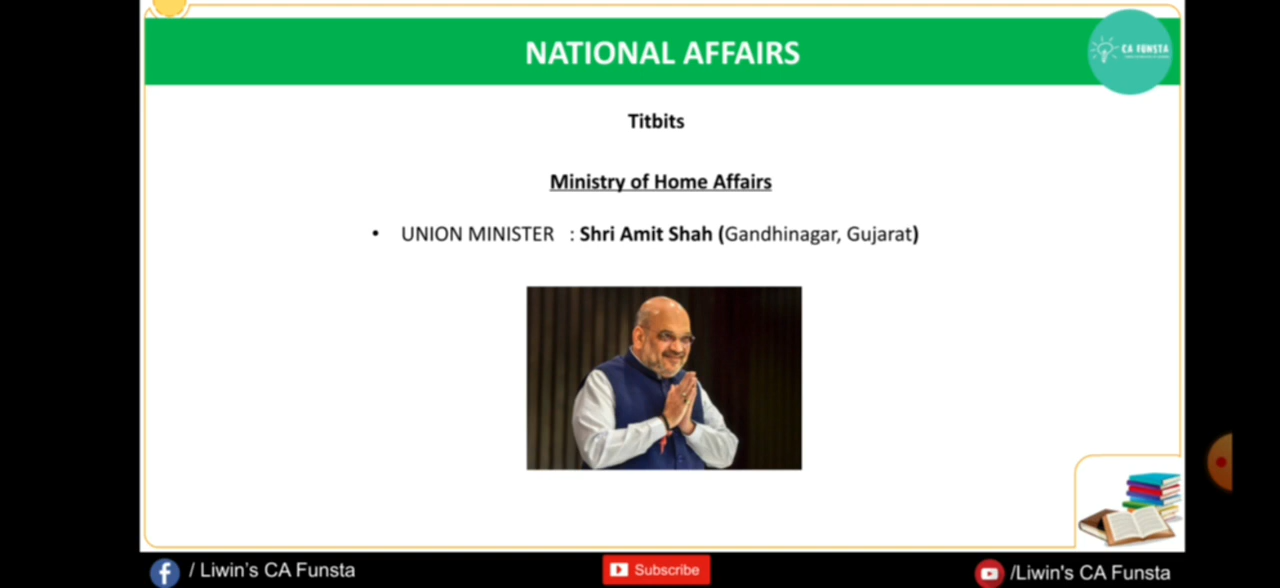 NATIONAL AFFAIRS
CA FUNSTA
Titbits
Ministry of Home Affairs
• UNION MINISTER : Shri Amit Shah (Gandhinagar, Gujarat)
/ Liwin's CA Funsta
Subscribe
/Liwin's CA Funsta